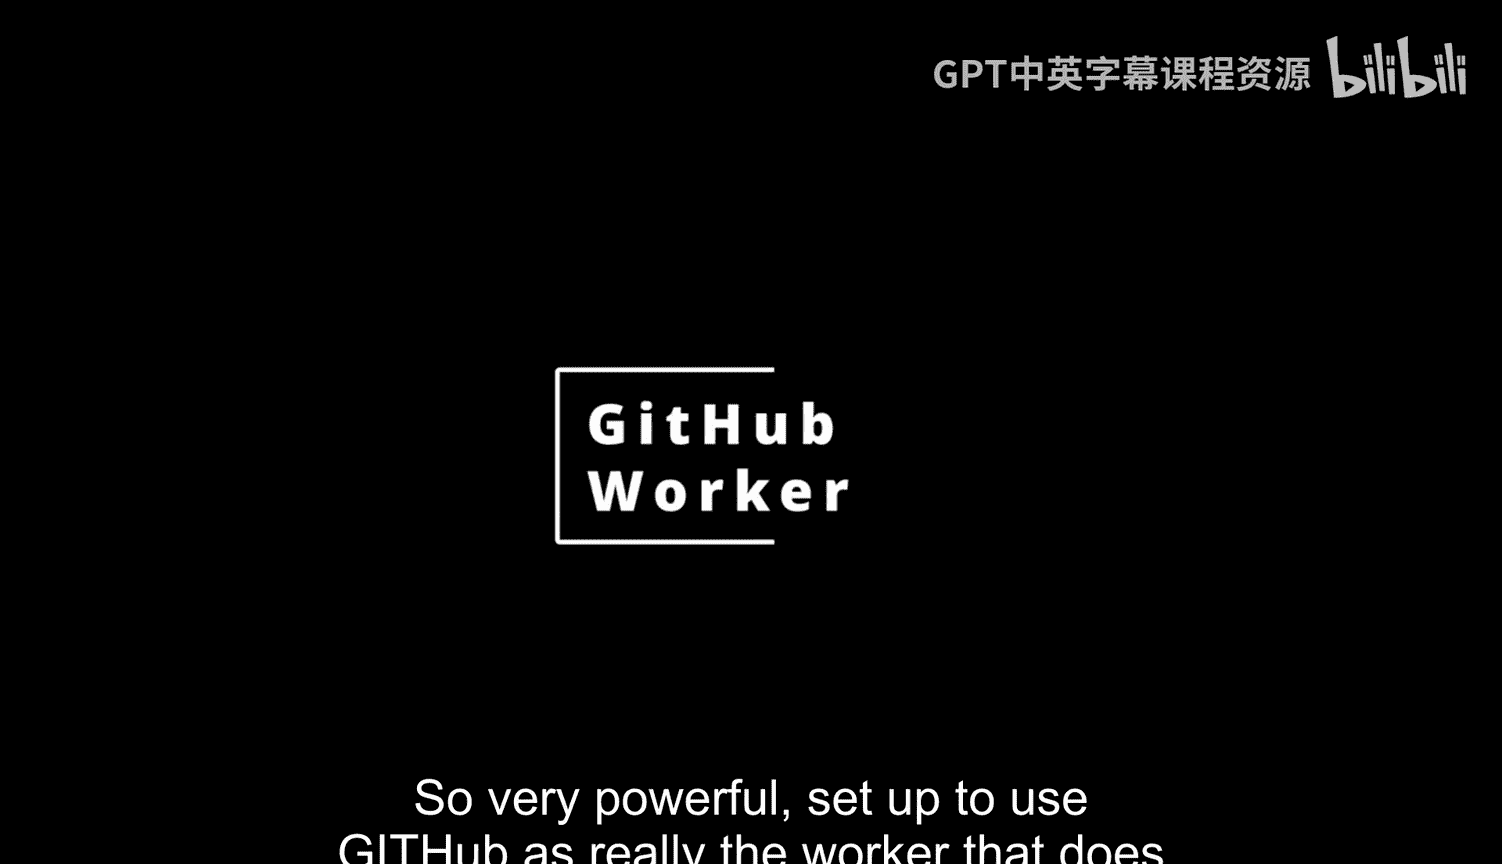 GPT中英字幕课程资源 bilibili
GitHub
Worker
So very powerful, set up to use
GITHub as really the worker that does